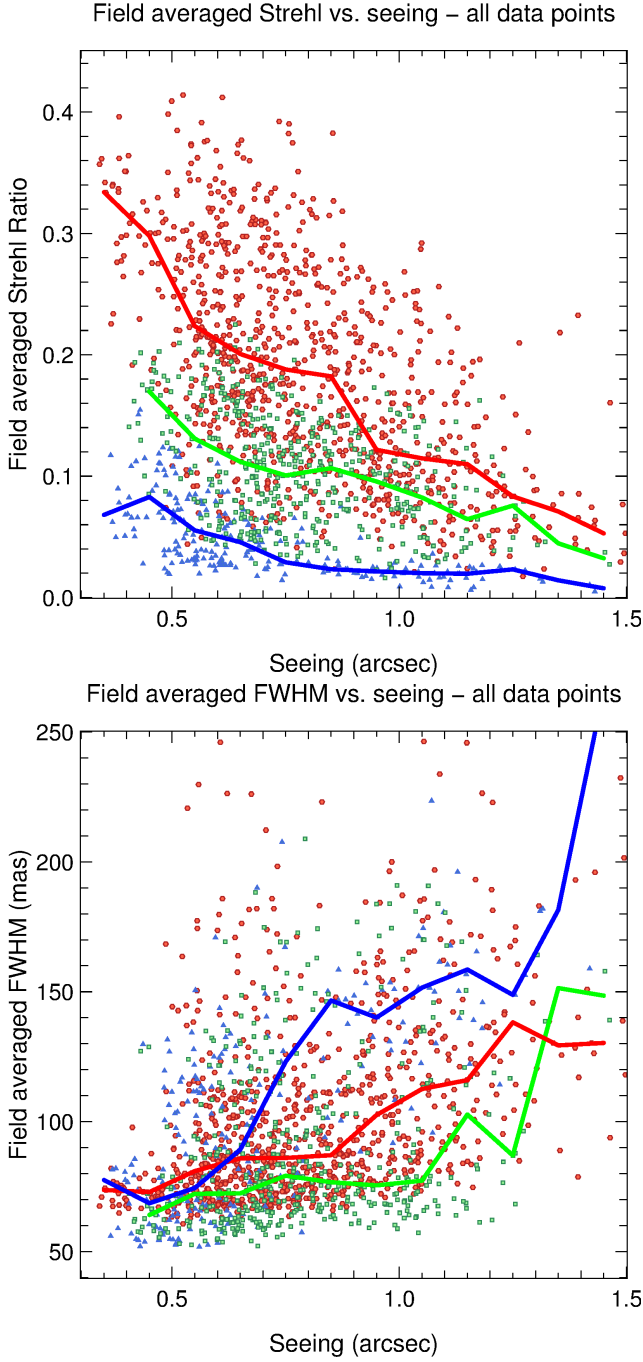 Field averaged Strehl vs. seeing – all data points
Field averaged Strehl Ratio
0.4
0.3
0.2
0.1
0.0
0.5
1.0
1.5
Seeing (arcsec)
Field averaged FWHM vs. seeing – all data points
Field averaged FWHM (mas)
250
200
150
100
50
0.5
1.0
1.5
Seeing (arcsec)